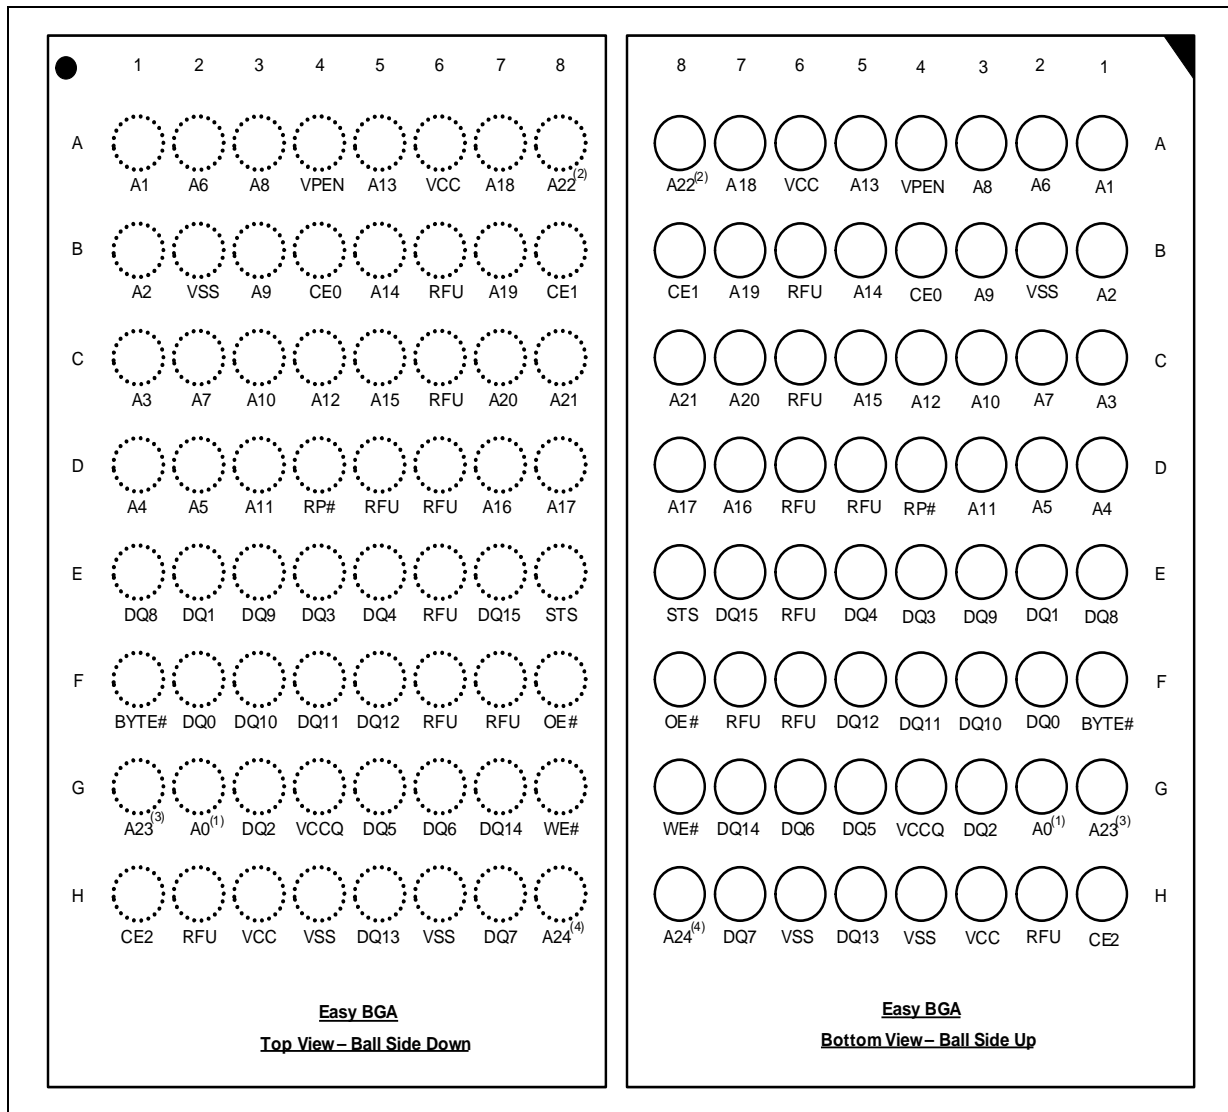 1 2 3 4 5 6 7 8
A
A1 A6 A8 VPEN A13 VCC A18 A22(2)
B
A2 VSS A9 CE0 A14 RFU A19 CE1
C
A3 A7 A10 A12 A15 RFU A20 A21
D
A4 A5 A11 RP# RFU RFU A16 A17
E
DQ8 DQ1 DQ9 DQ3 DQ4 RFU DQ15 STS
F
BYTE# DQ0 DQ10 DQ11 DQ12 RFU RFU OE#
G
A23(3) A0(1) DQ2 VCCQ DQ5 DQ6 DQ14 WE#
H
CE2 RFU VCC VSS DQ13 VSS DQ7 A24(4)
Easy BGA
Top View – Ball Side Down
8 7 6 5 4 3 2 1
A
A22(2) A18 VCC A13 VPEN A8 A6 A1
B
CE1 A19 RFU A14 CE0 A9 VSS A2
C
A21 A20 RFU A15 A12 A10 A7 A3
D
A17 A16 RFU RFU RP# A11 A5 A4
E
STS DQ15 RFU DQ4 DQ3 DQ9 DQ1 DQ8
F
OE# RFU RFU DQ12 DQ11 DQ10 DQ0 BYTE#
G
WE# DQ14 DQ6 DQ5 VCCQ DQ2 A0(1) A23(3)
H
A24(4) DQ7 VSS DQ13 VSS VCC RFU CE2
Easy BGA
Bottom View – Ball Side Up